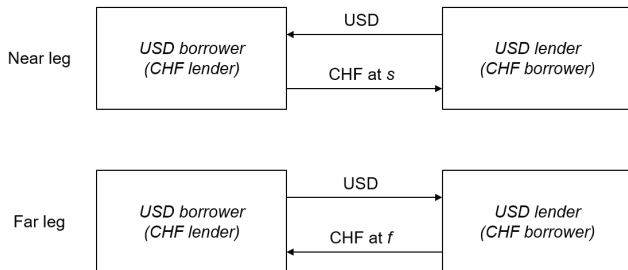 USD
Near leg
USD borrower
(CHF lender)
USD lender
(CHF borrower)
CHF at s
USD
Far leg
USD borrower
(CHF lender)
USD lender
(CHF borrower)
CHF at f